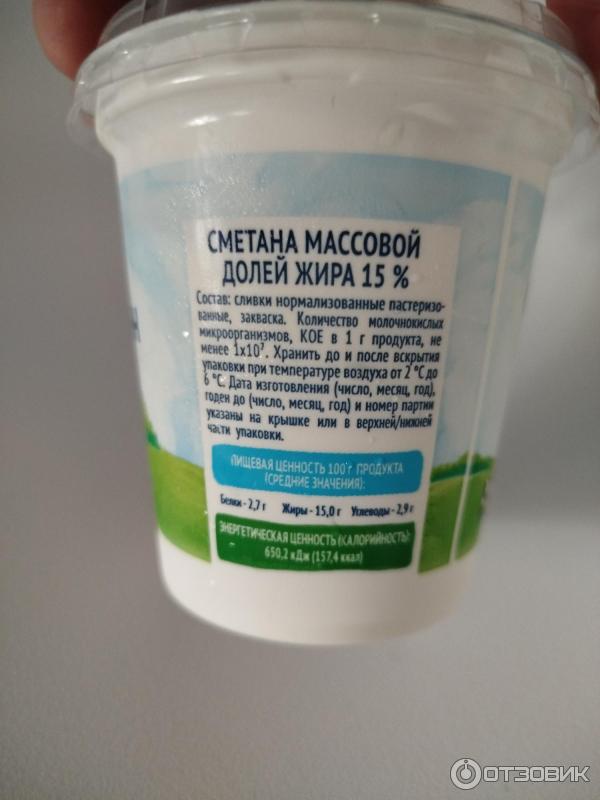 СМЕТАНА МАССОВОЙ
ДОЛЕЙ ЖИРА 15 %
Состав: сливки нормализованные пастеризо-
ванные, закваска. Количество молочнокислых
микроорганизмов, КОЕ в 1 г продукта, не
менее 1х10⁷. Хранить до и после вскрытия
упаковки при температуре воздуха от 2 °С до
6 °С. Дата изготовления (число, месяц, год),
годен до (число, месяц, год) и номер партии
указаны на крышке или в верхней/нижней
части упаковки.
ПИЩЕВАЯ ЦЕННОСТЬ 100 г ПРОДУКТА
(СРЕДНИЕ ЗНАЧЕНИЯ):
Белки - 2,7 г Жиры - 15,0 г Углеводы - 2,9 г
ЭНЕРГЕТИЧЕСКАЯ ЦЕННОСТЬ (КАЛОРИЙНОСТЬ):
650,2 кДж (157,4 ккал)
ОТЗОВИК